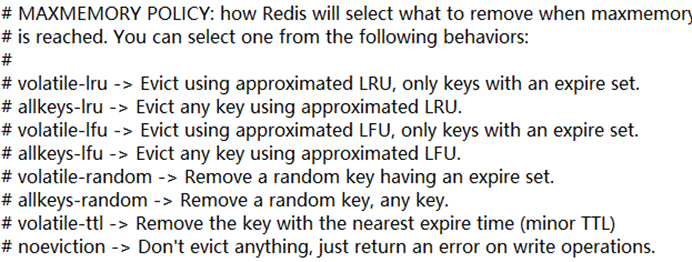 # MAXMEMORY POLICY: how Redis will select what to remove when maxmemory
# is reached. You can select one from the following behaviors:
#
# volatile-lru -> Evict using approximated LRU, only keys with an expire set.
# allkeys-lru -> Evict any key using approximated LRU.
# volatile-lfu -> Evict using approximated LFU, only keys with an expire set.
# allkeys-lfu -> Evict any key using approximated LFU.
# volatile-random -> Remove a random key having an expire set.
# allkeys-random -> Remove a random key, any key.
# volatile-ttl -> Remove the key with the nearest expire time (minor TTL)
# noeviction -> Don't evict anything, just return an error on write operations.